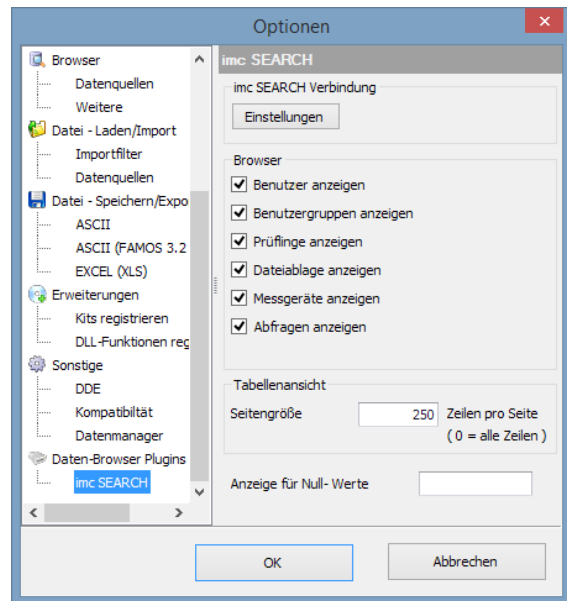 Optionen
Browser
Datenquellen
Weitere
Datei - Laden/Import
Importfilter
Datenquellen
Datei - Speichern/Expo
ASCII
ASCII (FAMOS 3.2
EXCEL (XLS)
Erweiterungen
Kits registrieren
DLL-Funktionen reg
Sonstige
DDE
Kompatibiltät
Datenmanager
Daten-Browser Plugins
imc SEARCH
imc SEARCH
imc SEARCH Verbindung
Einstellungen
Browser
Benutzer anzeigen
Benutzergruppen anzeigen
Prüflinge anzeigen
Dateiablage anzeigen
Messgeräte anzeigen
Abfragen anzeigen
Tabellenansicht
Seitengröße 250 Zeilen pro Seite
( 0 = alle Zeilen )
Anzeige für Null- Werte
OK Abbrechen